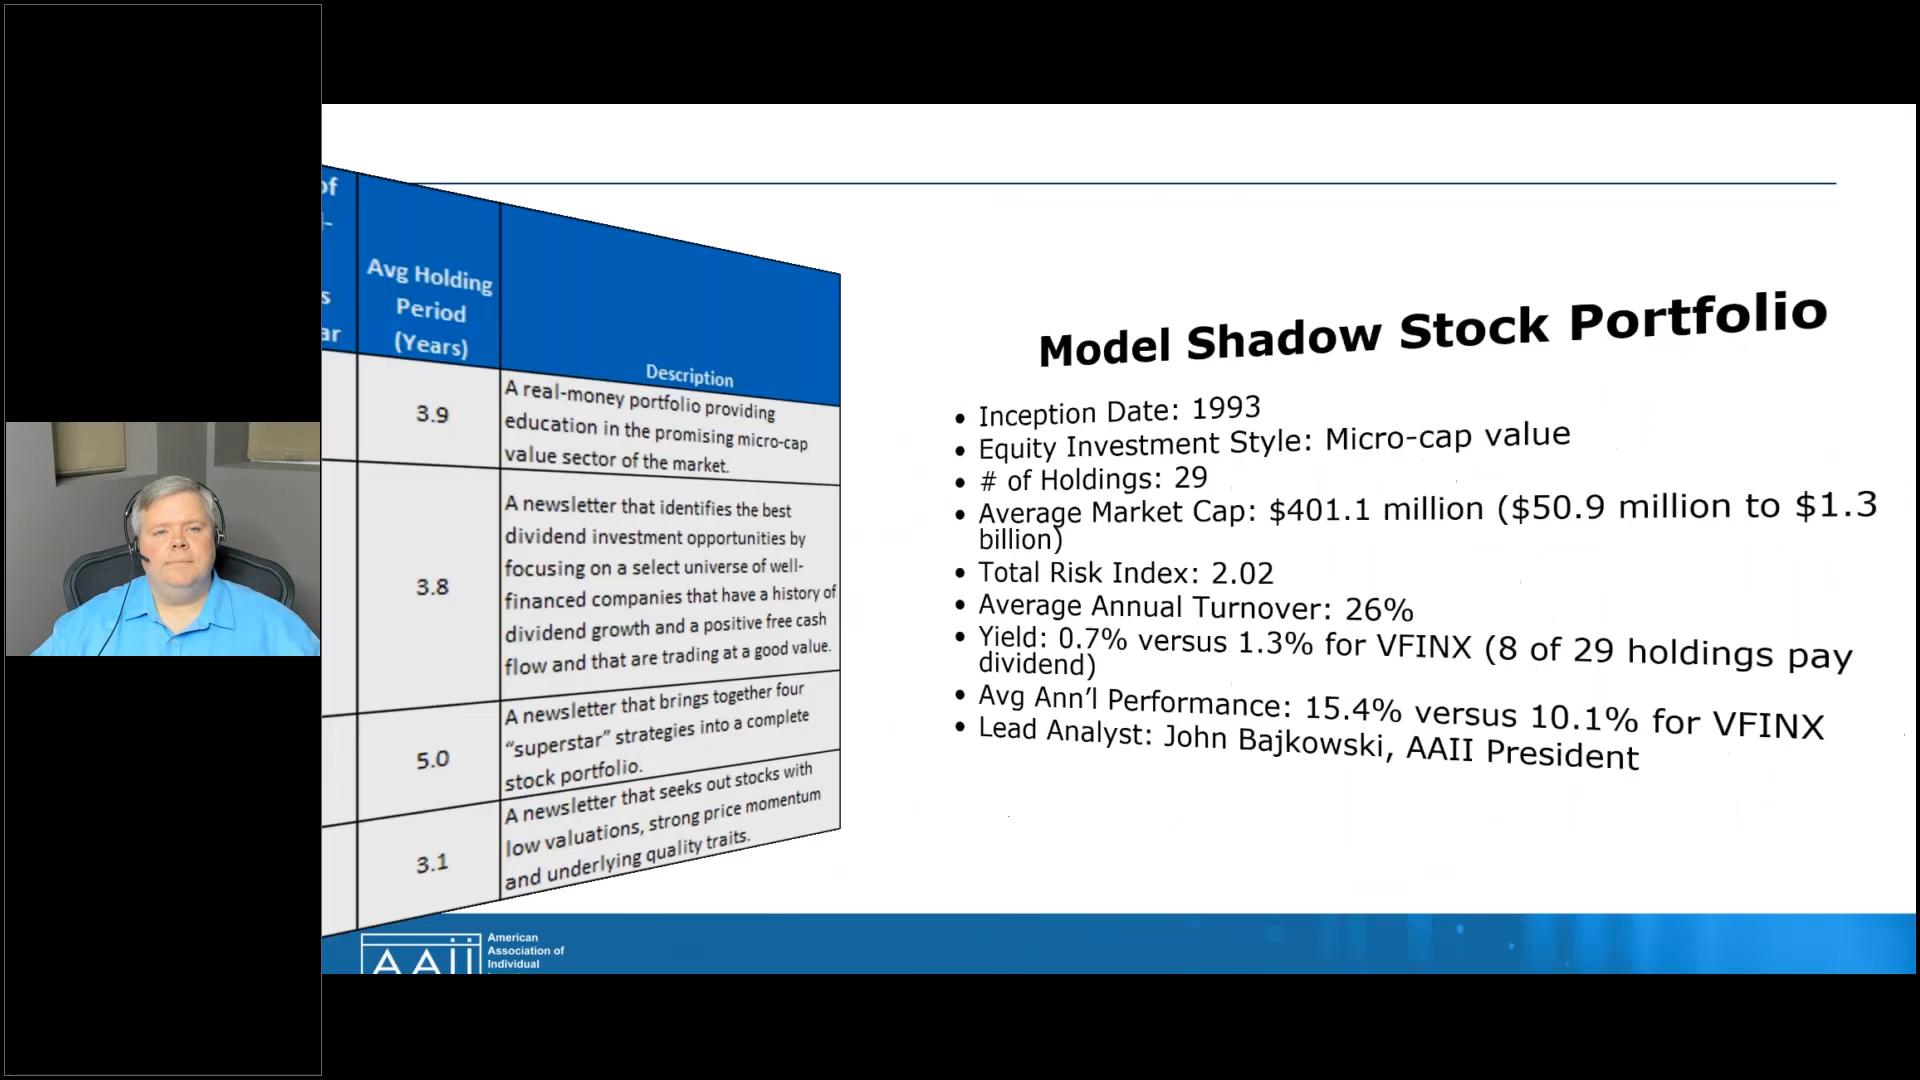 of
l-
s
ar
Avg Holding
Period
(Years)
Description
3.9
A real-money portfolio providing
education in the promising micro-cap
value sector of the market.
3.8
A newsletter that identifies the best
dividend investment opportunities by
focusing on a select universe of well-
financed companies that have a history of
dividend growth and a positive free cash
flow and that are trading at a good value.
5.0
A newsletter that brings together four
“superstar” strategies into a complete
stock portfolio.
3.1
A newsletter that seeks out stocks with
low valuations, strong price momentum
and underlying quality traits.
Model Shadow Stock Portfolio
• Inception Date: 1993
• Equity Investment Style: Micro-cap value
• # of Holdings: 29
• Average Market Cap: $401.1 million ($50.9 million to $1.3
billion)
• Total Risk Index: 2.02
• Average Annual Turnover: 26%
• Yield: 0.7% versus 1.3% for VFINX (8 of 29 holdings pay
dividend)
• Avg Ann’l Performance: 15.4% versus 10.1% for VFINX
• Lead Analyst: John Bajkowski, AAII President
AAII
American
Association of
Individual